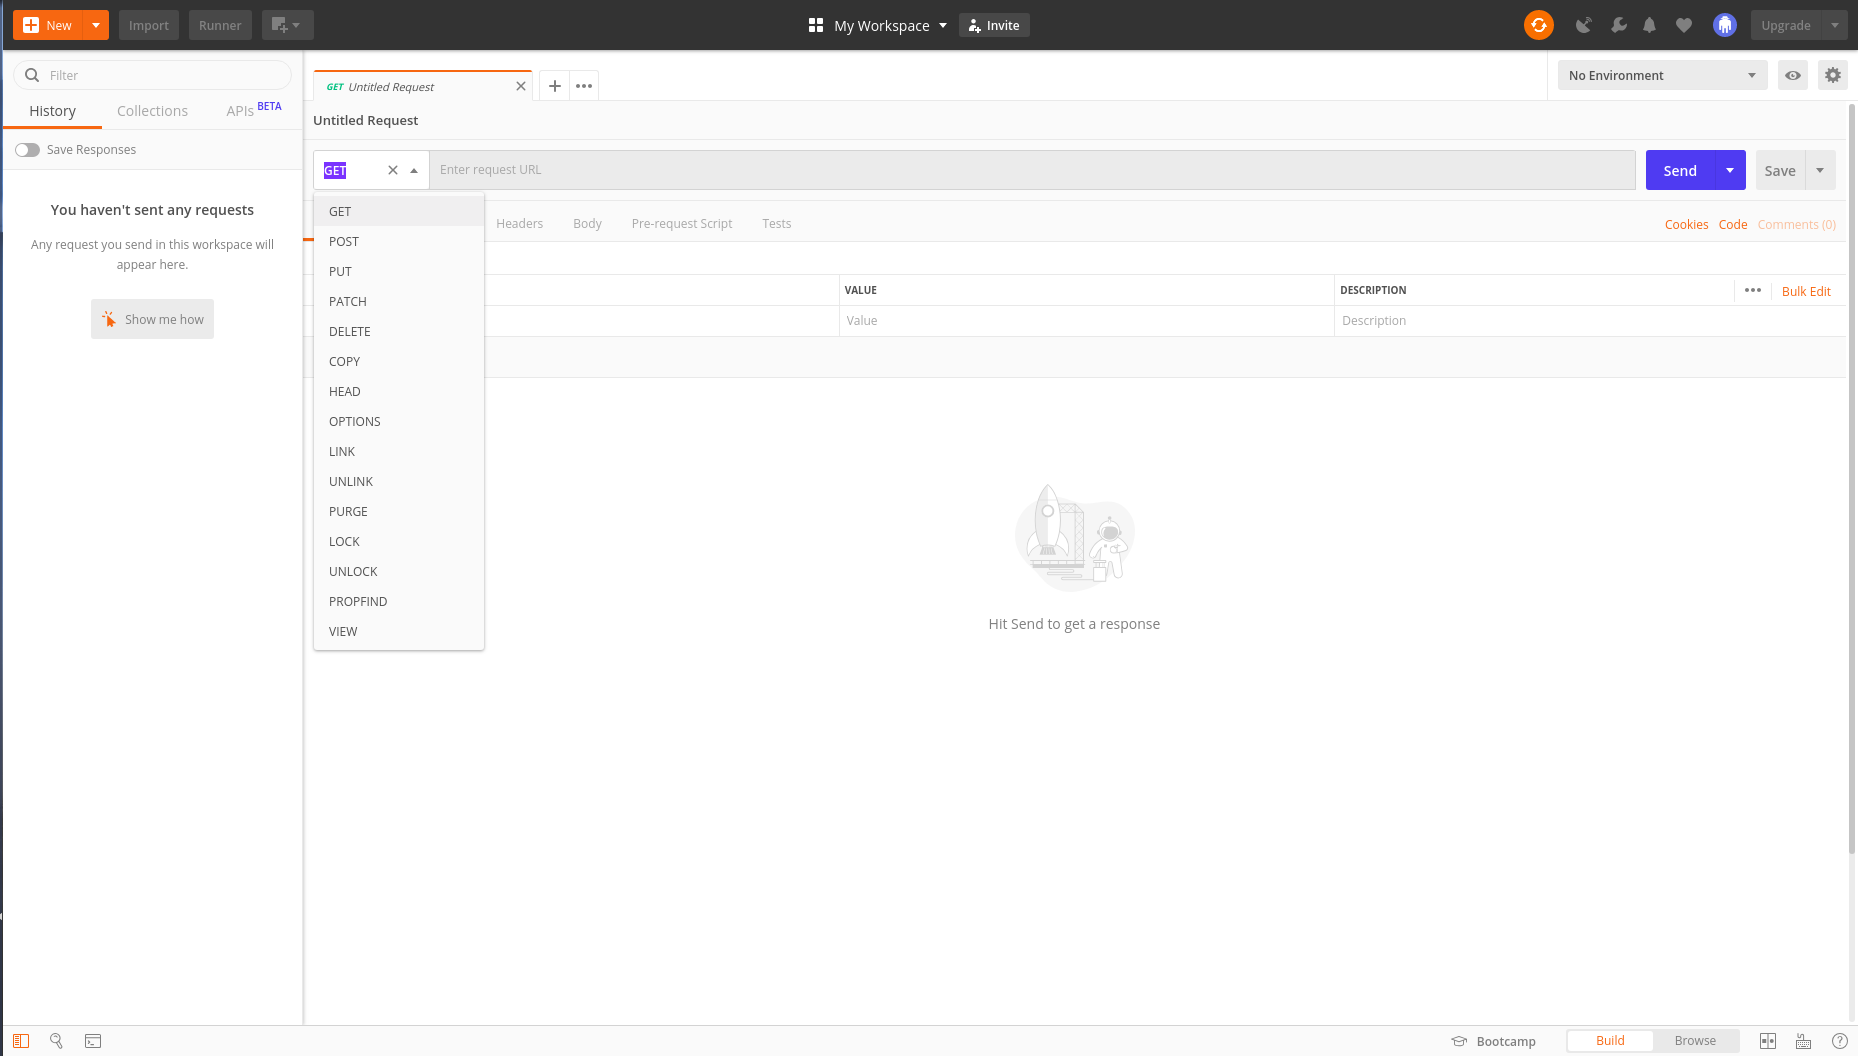 New Import Runner My Workspace Invite Upgrade
Filter
History Collections APIs BETA
Save Responses
You haven't sent any requests
Any request you send in this workspace will
appear here.
Show me how
GET Untitled Request
No Environment
Untitled Request
GET Enter request URL Send Save
GET
POST
PUT
PATCH
DELETE
COPY
HEAD
OPTIONS
LINK
UNLINK
PURGE
LOCK
UNLOCK
PROPFIND
VIEW
Headers Body Pre-request Script Tests Cookies Code Comments (0)
VALUE DESCRIPTION Bulk Edit
Value Description
Hit Send to get a response
Bootcamp Build Browse